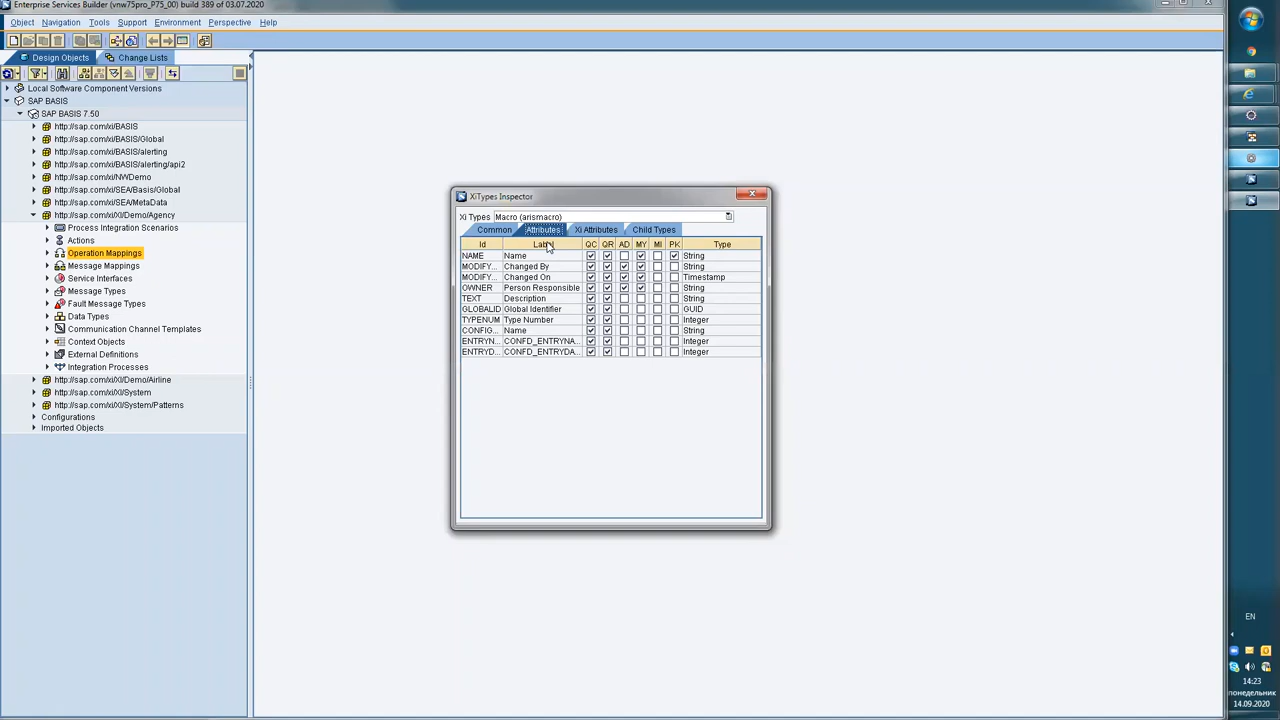 Enterprise Services Builder (vnw75pro_P75_00) build 389 of 03.07.2020
Object Navigation Tools Support Environment Perspective Help
Design Objects Change Lists
Local Software Component Versions
SAP BASIS
SAP BASIS 7.50
http://sap.com/xi/BASIS
http://sap.com/xi/BASIS/Global
http://sap.com/xi/BASIS/alerting
http://sap.com/xi/BASIS/alerting/api2
http://sap.com/xi/NWDemo
http://sap.com/xi/SEA/Basis/Global
http://sap.com/xi/SEA/MetaData
http://sap.com/xi/XI/Demo/Agency
Process Integration Scenarios
Actions
Operation Mappings
Message Mappings
Service Interfaces
Message Types
Fault Message Types
Data Types
Communication Channel Templates
Context Objects
External Definitions
Integration Processes
http://sap.com/xi/XI/Demo/Airline
http://sap.com/xi/XI/System
http://sap.com/xi/XI/System/Patterns
Configurations
Imported Objects
XiTypes Inspector
Xi Types Macro (arismacro)
Common Attributes Xi Attributes Child Types
Id Label QC QR AD MY MI PK Type
NAME Name String
MODIFY... Changed By String
MODIFY... Changed On Timestamp
OWNER Person Responsible String
TEXT Description String
GLOBALID Global Identifier GUID
TYPENUM Type Number Integer
CONFIG... Name String
ENTRYN... CONFD_ENTRYNA... Integer
ENTRYD... CONFD_ENTRYDA... Integer
EN
14:23
понедельник
14.09.2020